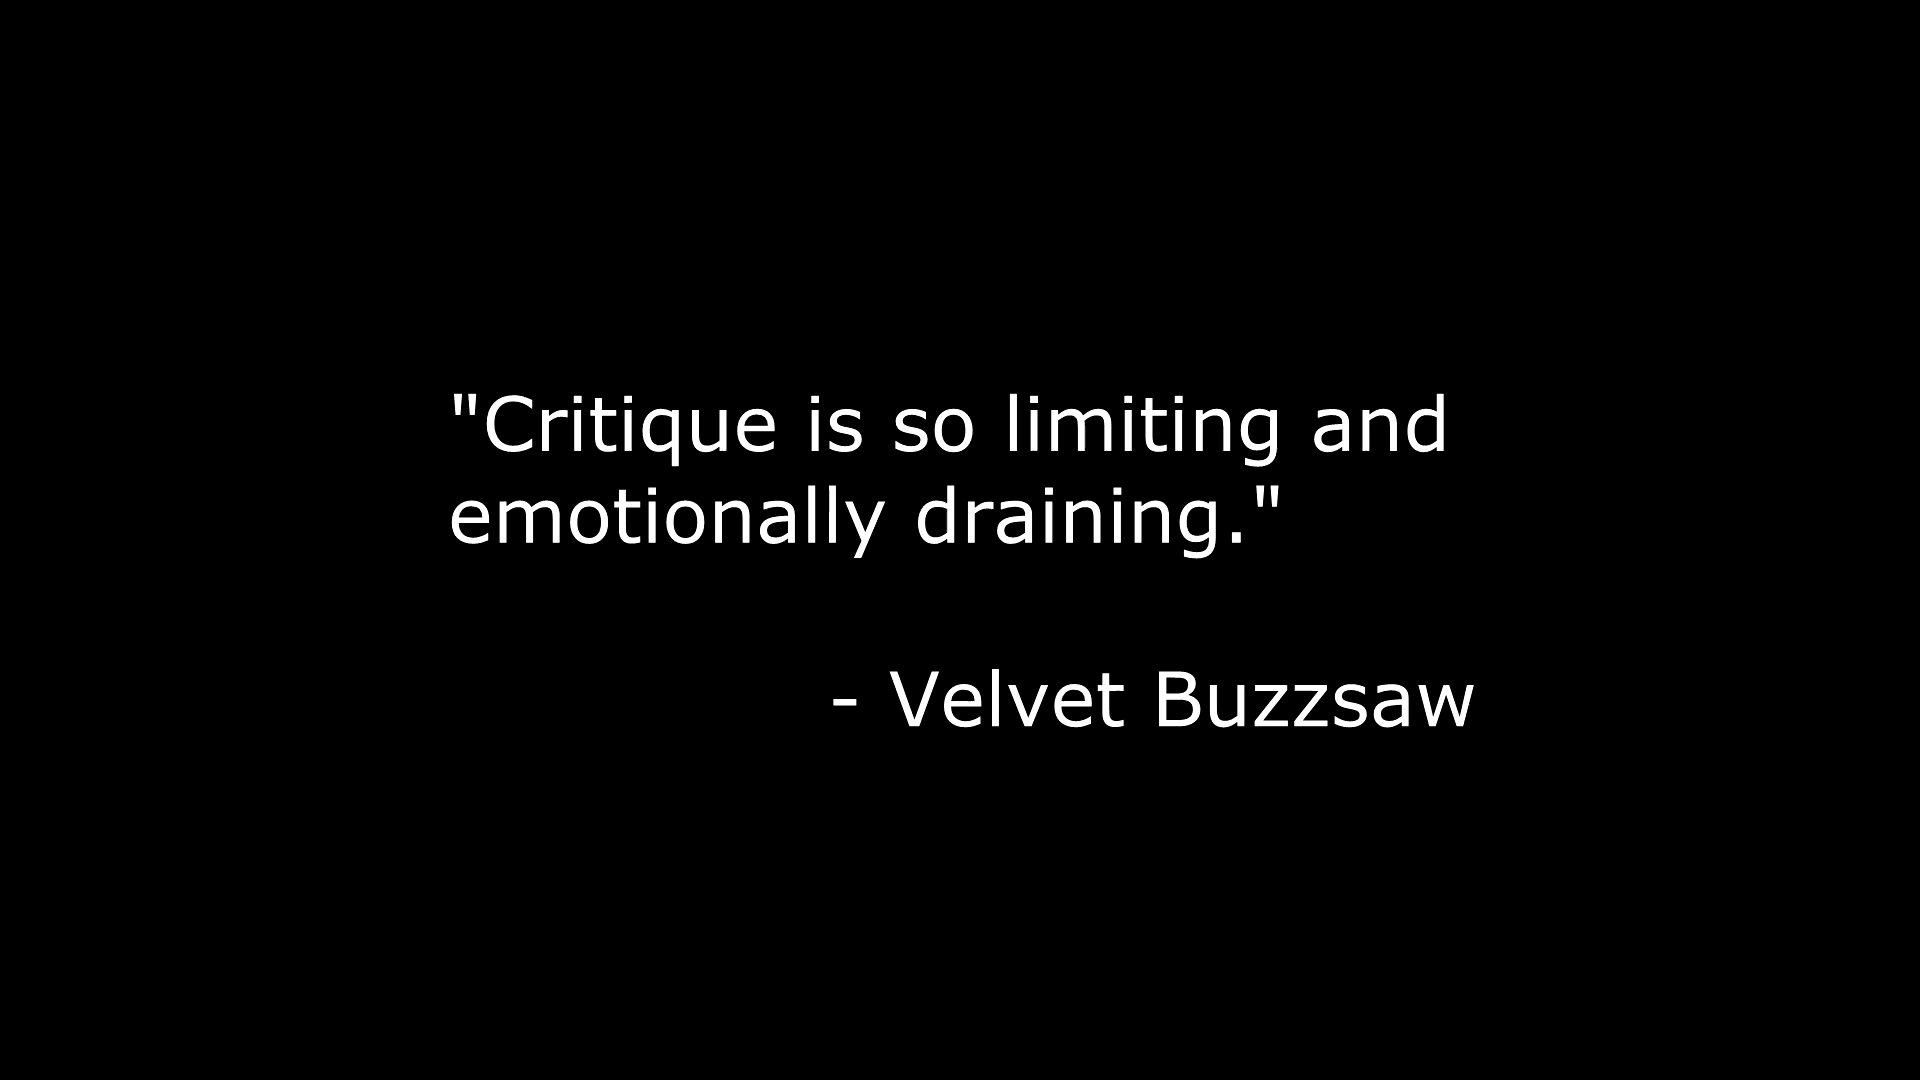 "Critique is so limiting and
emotionally draining."
- Velvet Buzzsaw